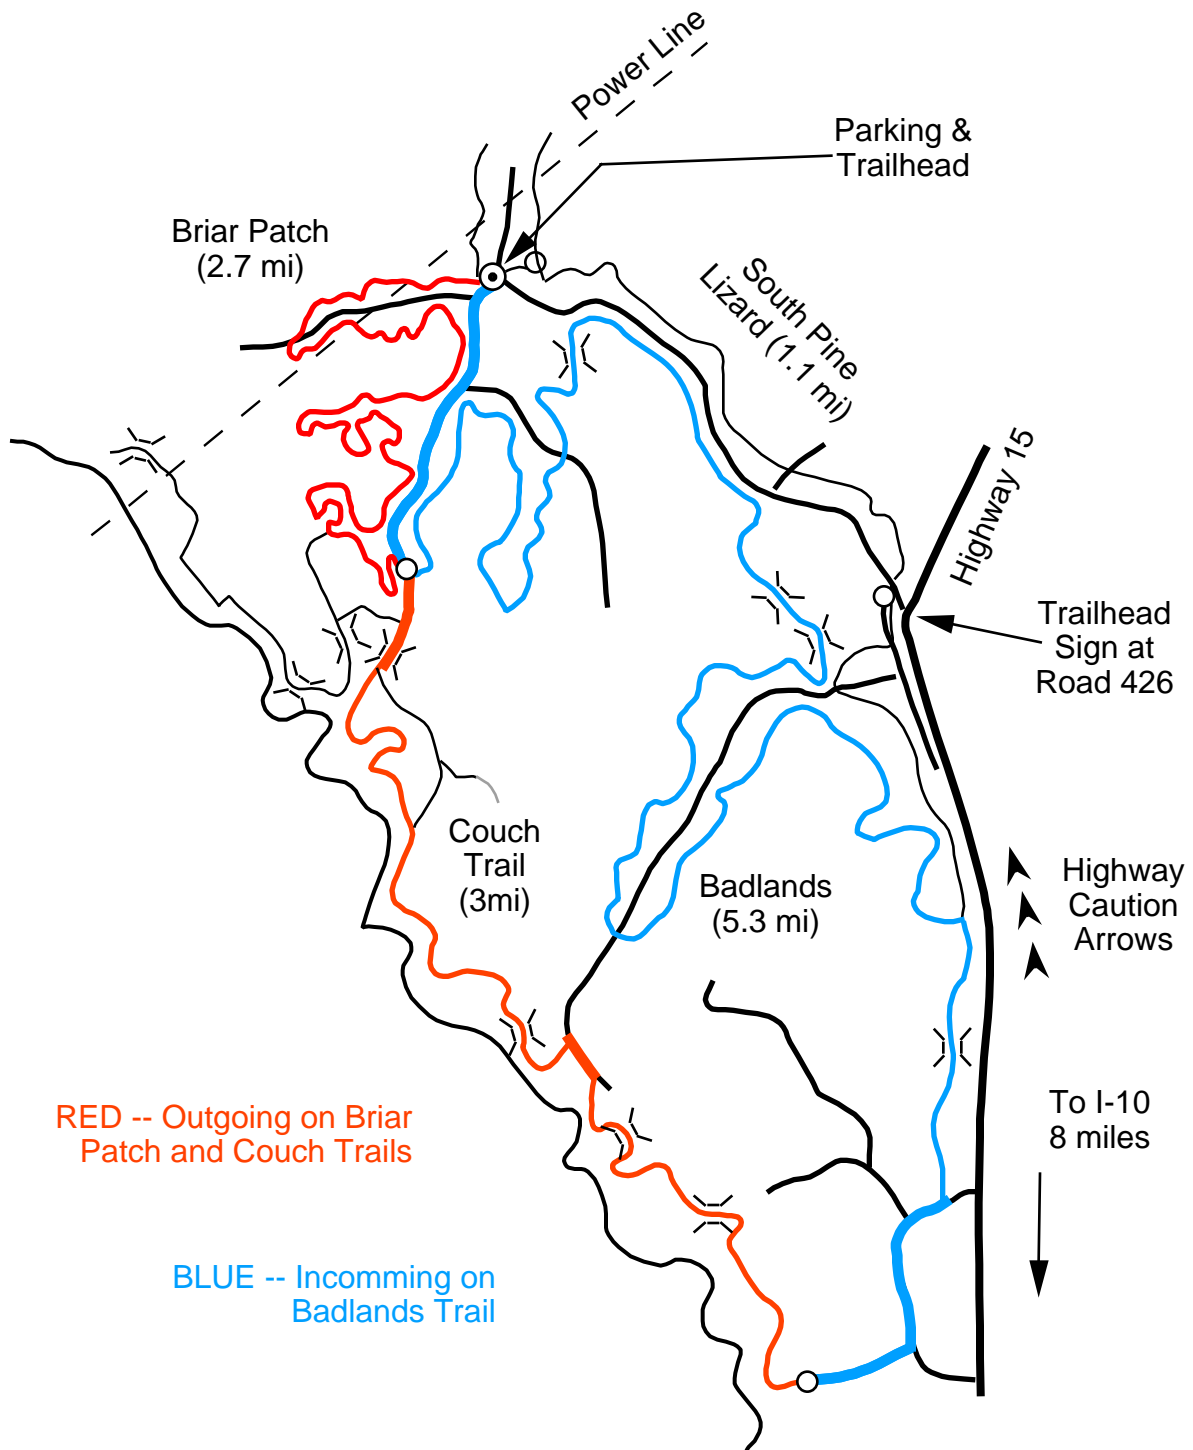 Power Line
Parking &
Trailhead
Briar Patch
(2.7 mi)
South Pine
Lizard (1.1 mi)
Highway 15
Trailhead
Sign at
Road 426
Couch
Trail
(3mi)
Badlands
(5.3 mi)
Highway
Caution
Arrows
RED -- Outgoing on Briar
Patch and Couch Trails
To I-10
8 miles
BLUE -- Incomming on
Badlands Trail